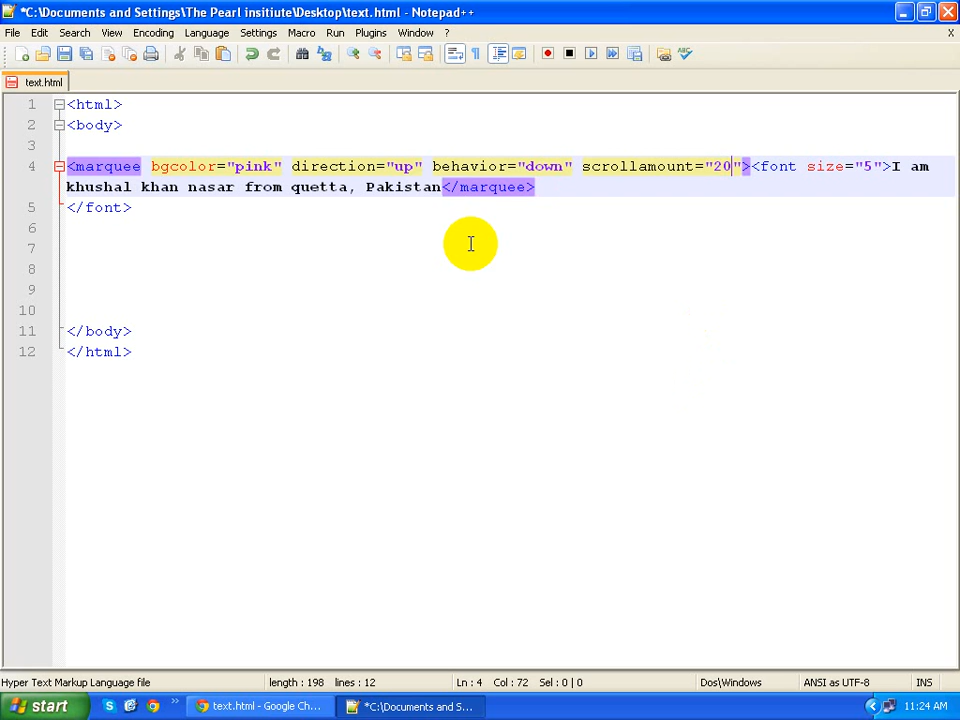 *C:\Documents and Settings\The Pearl insitiute\Desktop\text.html - Notepad++
File Edit Search View Encoding Language Settings Macro Run Plugins Window ? X
text.html
1 <html>
2 <body>
3
4 <marquee bgcolor="pink" direction="up" behavior="down" scrollamount="20"><font size="5">I am
khushal khan nasar from quetta, Pakistan</marquee>
5 </font>
6
7
8
9
10
11 </body>
12 </html>
Hyper Text Markup Language file length : 198 lines : 12 Ln : 4 Col : 72 Sel : 0 | 0 Dos\Windows ANSI as UTF-8 INS
start text.html - Google Ch... *C:\Documents and S... 11:24 AM